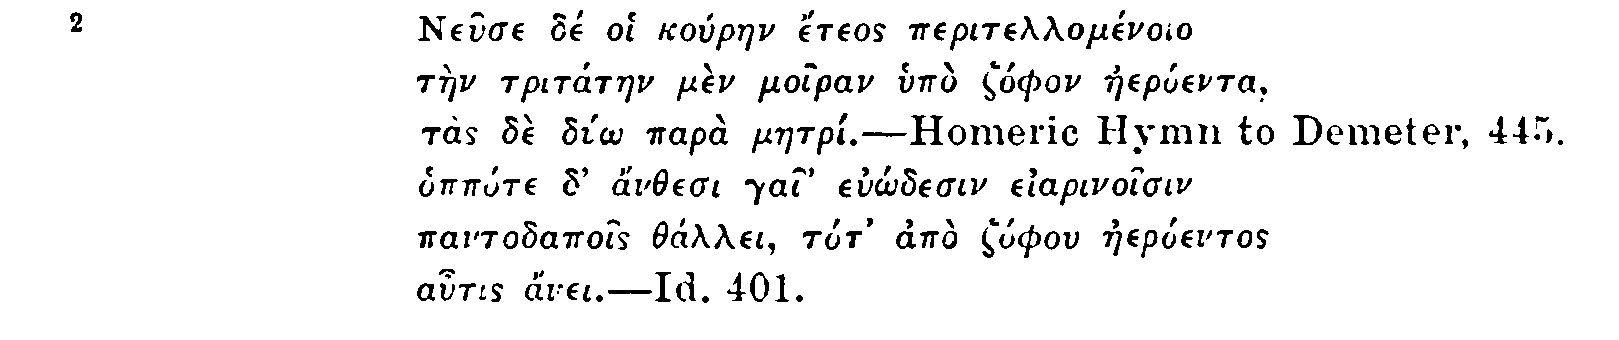 2 Νεῦσε δέ οἱ κούρην ἔτεος περιτελλομένοιο
τὴν τριτάτην μὲν μοῖραν ὑπὸ ζόφον ἠερόεντα,
τὰς δὲ δύω παρὰ μητρί.—Homeric Hymn to Demeter, 445.
ὁππότε δ' ἄνθεσι γαῖ' εὐώδεσιν εἰαρινοῖσιν
παντοδαποῖς θάλλει, τότ' ἀπὸ ζόφου ἠερόεντος
αὖτις ἄνει.—Id. 401.